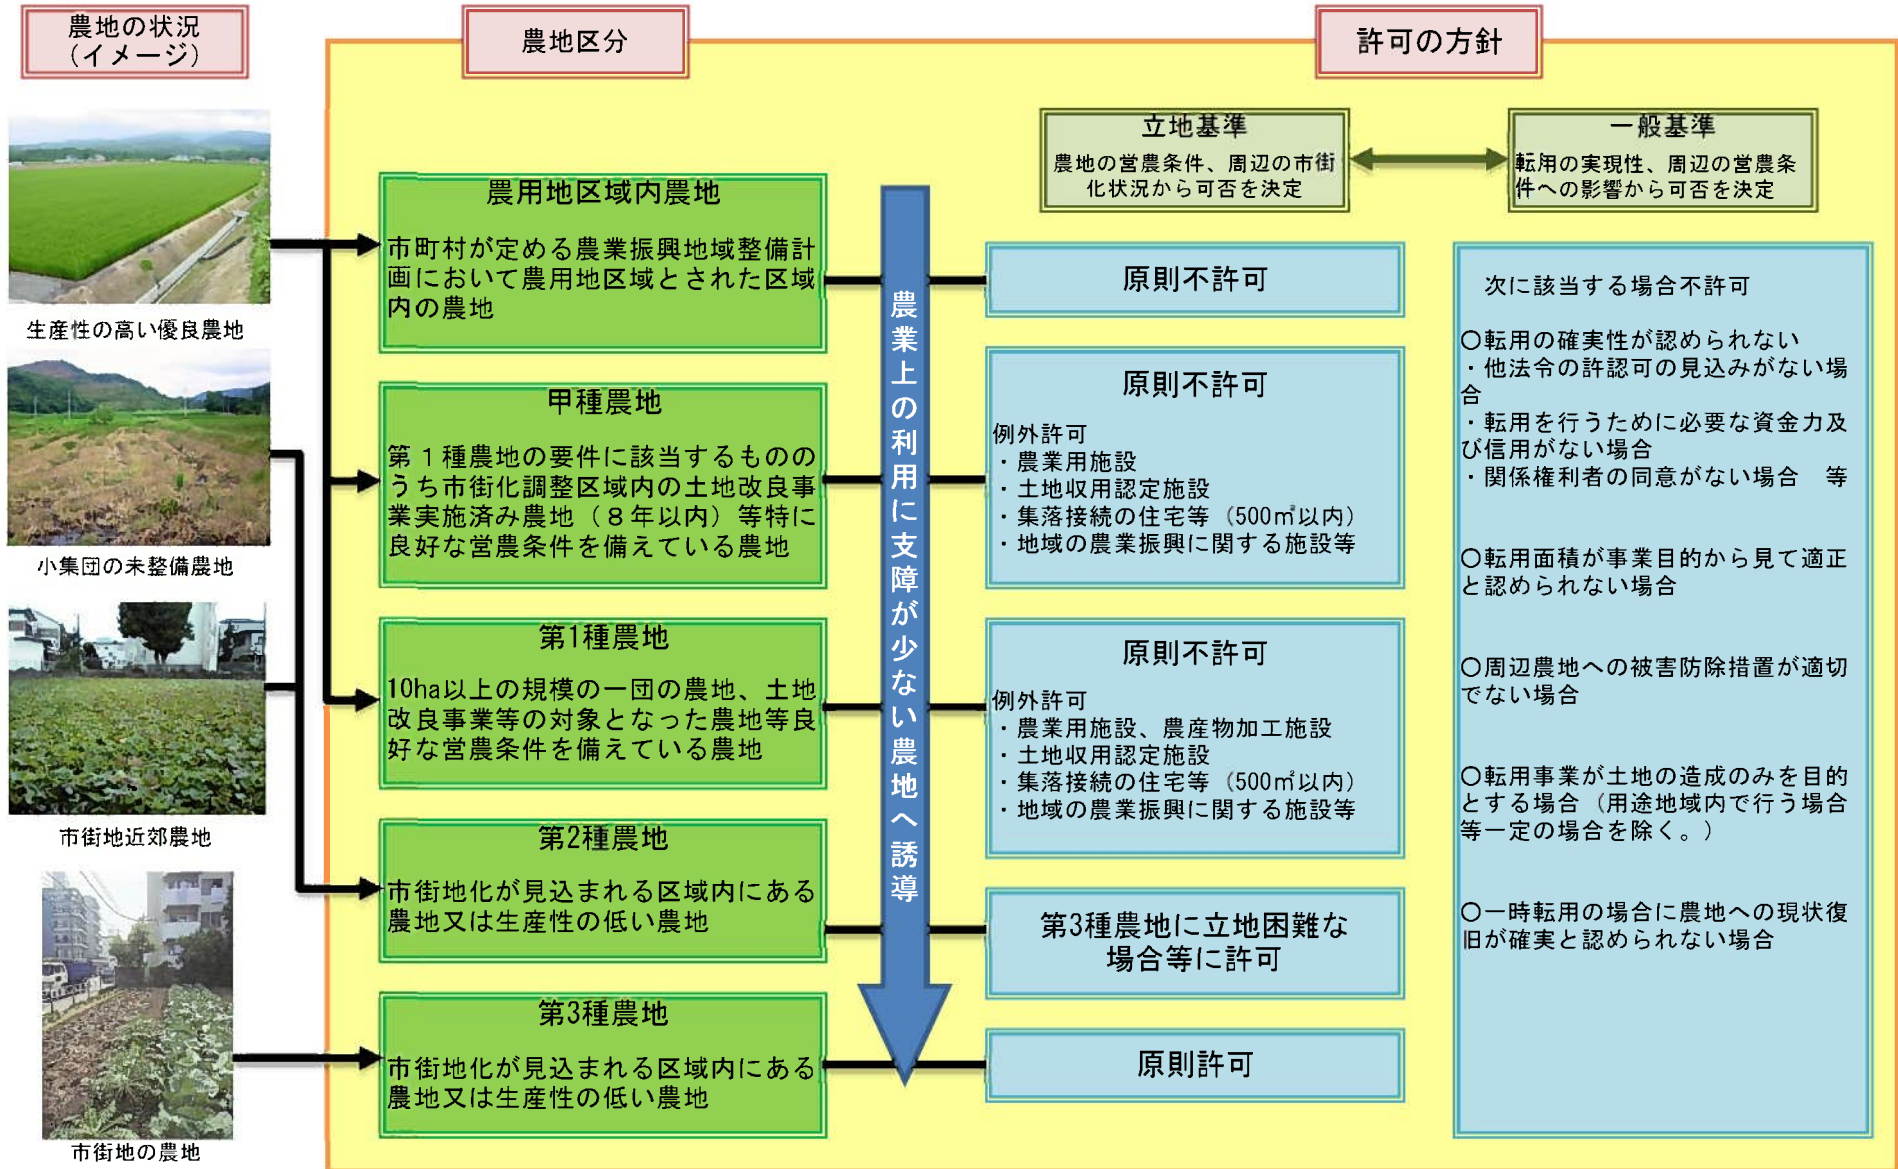 農地の状況
（イメージ）
農地区分
許可の方針
生産性の高い優良農地
小集団の未整備農地
市街地近郊農地
市街地の農地
農用地区域内農地
市町村が定める農業振興地域整備計
画において農用地区域とされた区域
内の農地
甲種農地
第１種農地の要件に該当するものの
うち市街化調整区域内の土地改良事
業実施済み農地（８年以内）等特に
良好な営農条件を備えている農地
第1種農地
10ha以上の規模の一団の農地、土地
改良事業等の対象となった農地等良
好な営農条件を備えている農地
第2種農地
市街地化が見込まれる区域内にある
農地又は生産性の低い農地
第3種農地
市街地化が見込まれる区域内にある
農地又は生産性の低い農地
農業上の利用に支障が少ない農地へ誘導
立地基準
農地の営農条件、周辺の市街
化状況から可否を決定
一般基準
転用の実現性、周辺の営農条
件への影響から可否を決定
原則不許可
原則不許可
例外許可
・農業用施設
・土地収用認定施設
・集落接続の住宅等（500㎡以内）
・地域の農業振興に関する施設等
原則不許可
例外許可
・農業用施設、農産物加工施設
・土地収用認定施設
・集落接続の住宅等（500㎡以内）
・地域の農業振興に関する施設等
第3種農地に立地困難な
場合等に許可
原則許可
次に該当する場合不許可
〇転用の確実性が認められない
・他法令の許認可の見込みがない場
合
・転用を行うために必要な資金力及
び信用がない場合
・関係権利者の同意がない場合　等
〇転用面積が事業目的から見て適正
と認められない場合
〇周辺農地への被害防除措置が適切
でない場合
〇転用事業が土地の造成のみを目的
とする場合（用途地域内で行う場合
等一定の場合を除く。）
〇一時転用の場合に農地への現状復
旧が確実と認められない場合